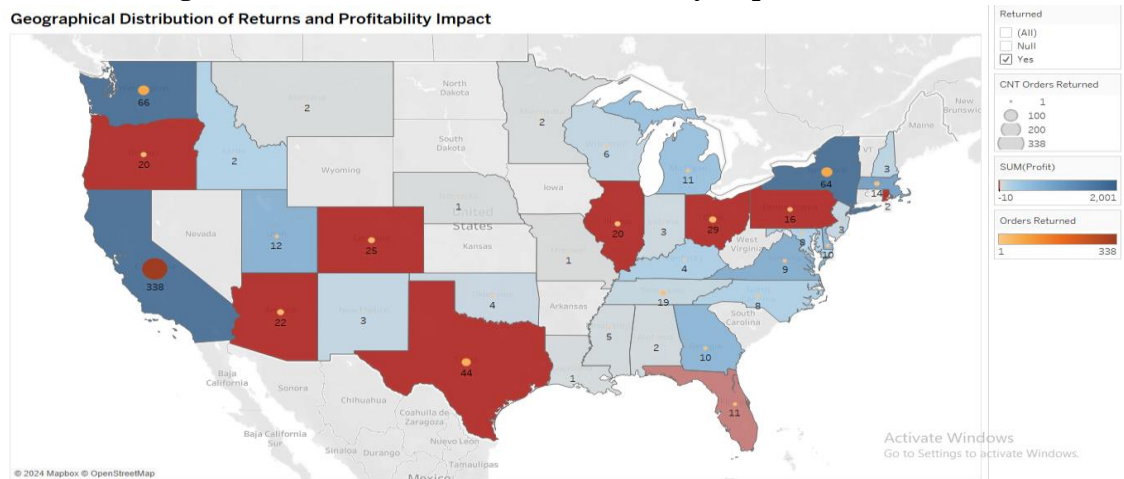 Geographical Distribution of Returns and Profitability Impact
Returned
(All)
Null
Yes
CNT Orders Returned
1
100
200
338
SUM(Profit)
-10 2,001
Orders Returned
1 338
North Dakota
South Dakota
Wyoming
Nevada
United States
Iowa
Kansas
Arkansas
West Virginia
South Carolina
VT
Maine
New Brunswic
66
20
2
2
2
6
11
64
3
14
2
16
3
29
20
3
1
1
12
25
338
22
3
4
44
4
9
8
10
19
8
5
2
10
1
11
Baja California
Sonora
Chihuahua
Coahuila de Zaragoza
Baja California Sur
Sinaloa
Durango
Nuevo León
Tamaulipas
México
Activate Windows
Go to Settings to activate Windows.
© 2024 Mapbox © OpenStreetMap